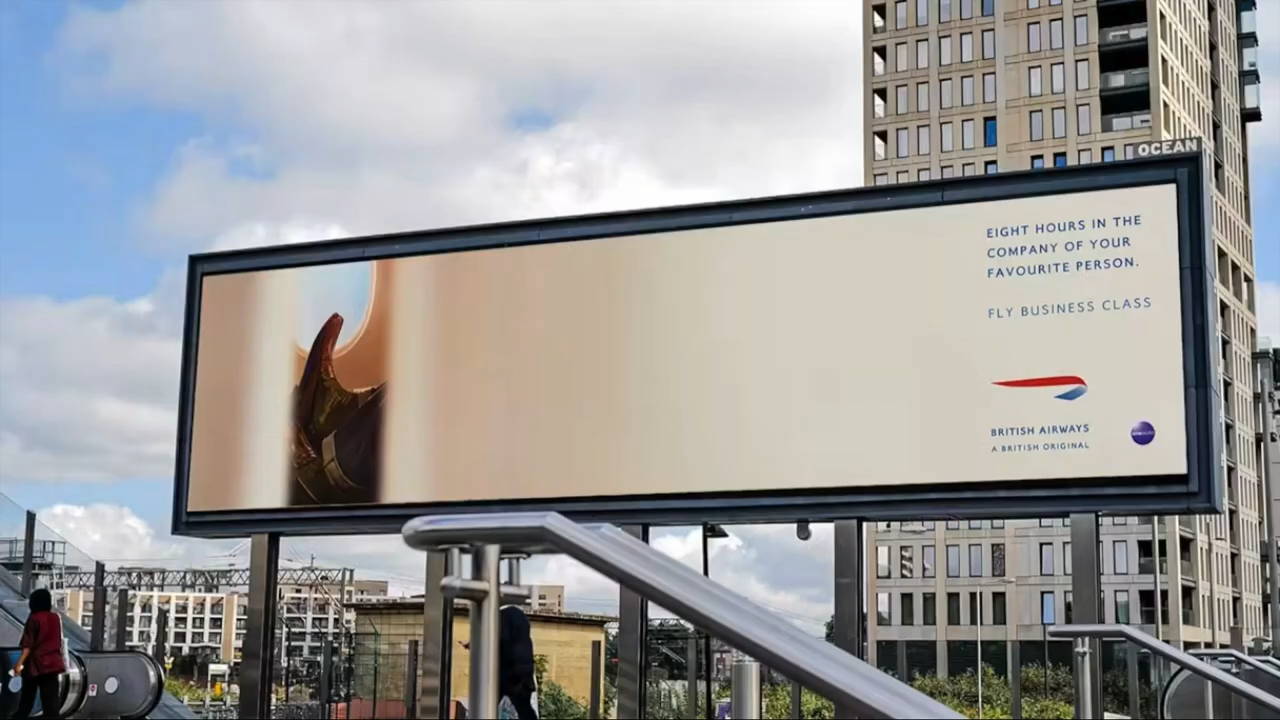 OCEAN
EIGHT HOURS IN THE
COMPANY OF YOUR
FAVOURITE PERSON.
FLY BUSINESS CLASS
BRITISH AIRWAYS
A BRITISH ORIGINAL